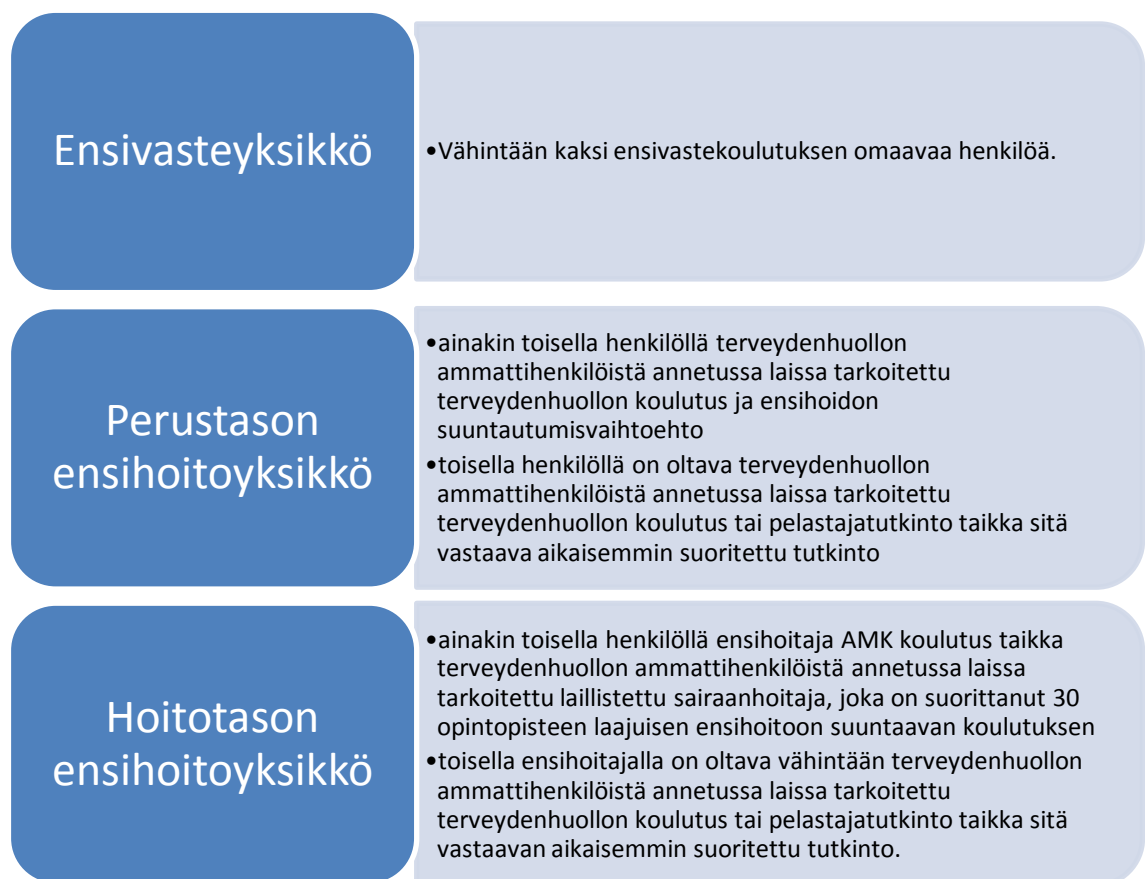 Ensivasteyksikkö
•Vähintään kaksi ensivastekoulutuksen omaavaa henkilöä.
Perustason
ensihoitoyksikkö
•ainakin toisella henkilöllä terveydenhuollon
ammattihenkilöistä annetussa laissa tarkoitettu
terveydenhuollon koulutus ja ensihoidon
suuntautumisvaihtoehto
•toisella henkilöllä on oltava terveydenhuollon
ammattihenkilöistä annetussa laissa tarkoitettu
terveydenhuollon koulutus tai pelastajatutkinto taikka sitä
vastaava aikaisemmin suoritettu tutkinto
Hoitotason
ensihoitoyksikkö
•ainakin toisella henkilöllä ensihoitaja AMK koulutus taikka
terveydenhuollon ammattihenkilöistä annetussa laissa
tarkoitettu laillistettu sairaanhoitaja, joka on suorittanut 30
opintopisteen laajuisen ensihoitoon suuntaavan koulutuksen
•toisella ensihoitajalla on oltava vähintään terveydenhuollon
ammattihenkilöistä annetussa laissa tarkoitettu
terveydenhuollon koulutus tai pelastajatutkinto taikka sitä
vastaavan aikaisemmin suoritettu tutkinto.